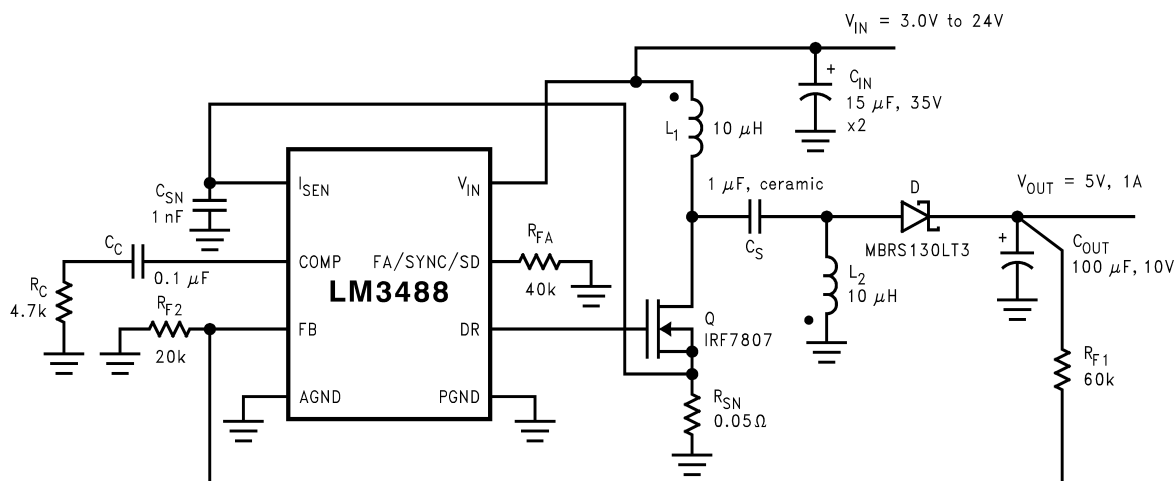 V_IN = 3.0V to 24V
+
C_IN
15 μF, 35V
x2
L_1
10 μH
I_SEN
V_IN
C_SN
1 nF
1 μF, ceramic
C_S
D
MBRS130LT3
V_OUT = 5V, 1A
+
C_OUT
100 μF, 10V
C_C
0.1 μF
COMP
FA/SYNC/SD
R_FA
40k
LM3488
R_C
4.7k
R_F2
20k
FB
DR
Q
IRF7807
L_2
10 μH
R_F1
60k
AGND
PGND
R_SN
0.05Ω